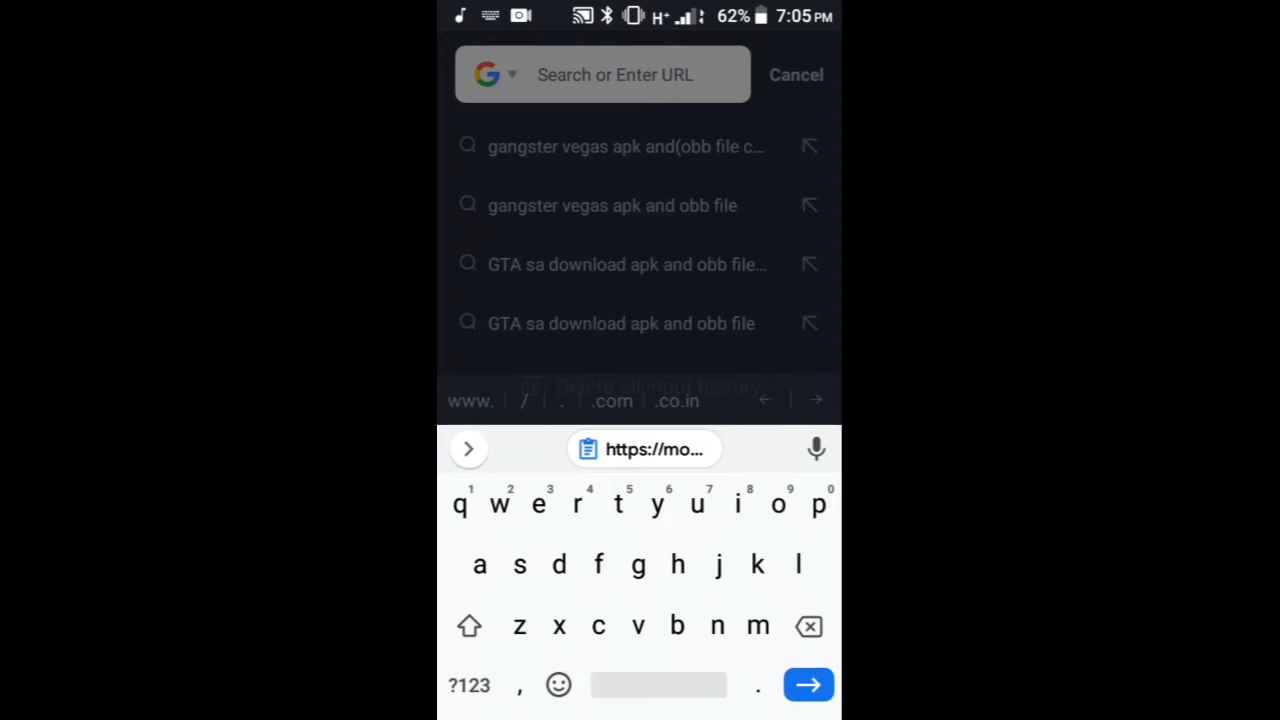 H+ 62% 7:05 PM
Search or Enter URL Cancel
gangster vegas apk and(obb file c...
gangster vegas apk and obb file
GTA sa download apk and obb file...
GTA sa download apk and obb file
Delete all input history
www. / . .com .co.in
https://mo...
1 2 3 4 5 6 7 8 9 0
q w e r t y u i o p
a s d f g h j k l
z x c v b n m
?123 , .